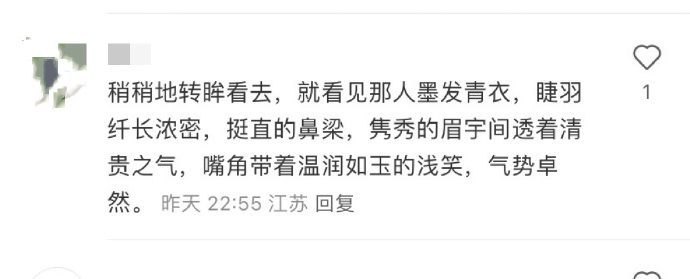 稍稍地转眸看去，就看见那人墨发青衣，睫羽
纤长浓密，挺直的鼻梁，隽秀的眉宇间透着清
贵之气，嘴角带着温润如玉的浅笑，气势卓
然。 昨天 22:55 江苏 回复
1